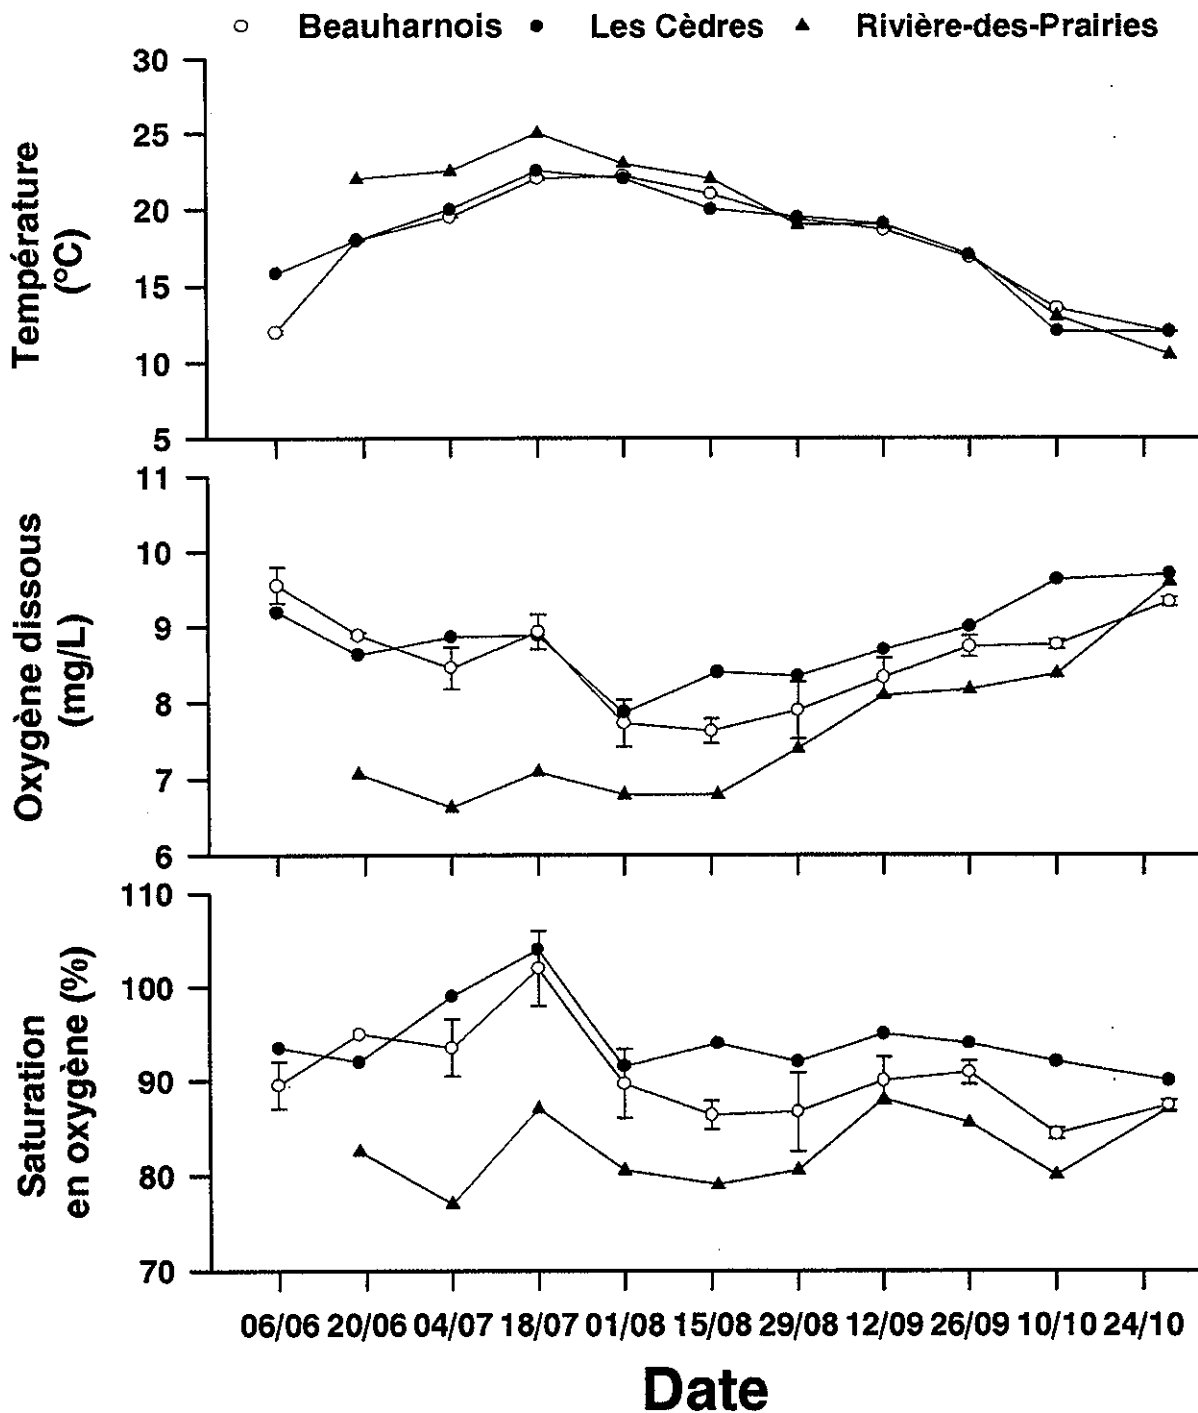 Beauharnois Les Cèdres Rivière-des-Prairies
Température
(°C)
30
25
20
15
10
5
Oxygène dissous
(mg/L)
11
10
9
8
7
6
Saturation
en oxygène (%)
110
100
90
80
70
06/06 20/06 04/07 18/07 01/08 15/08 29/08 12/09 26/09 10/10 24/10
Date